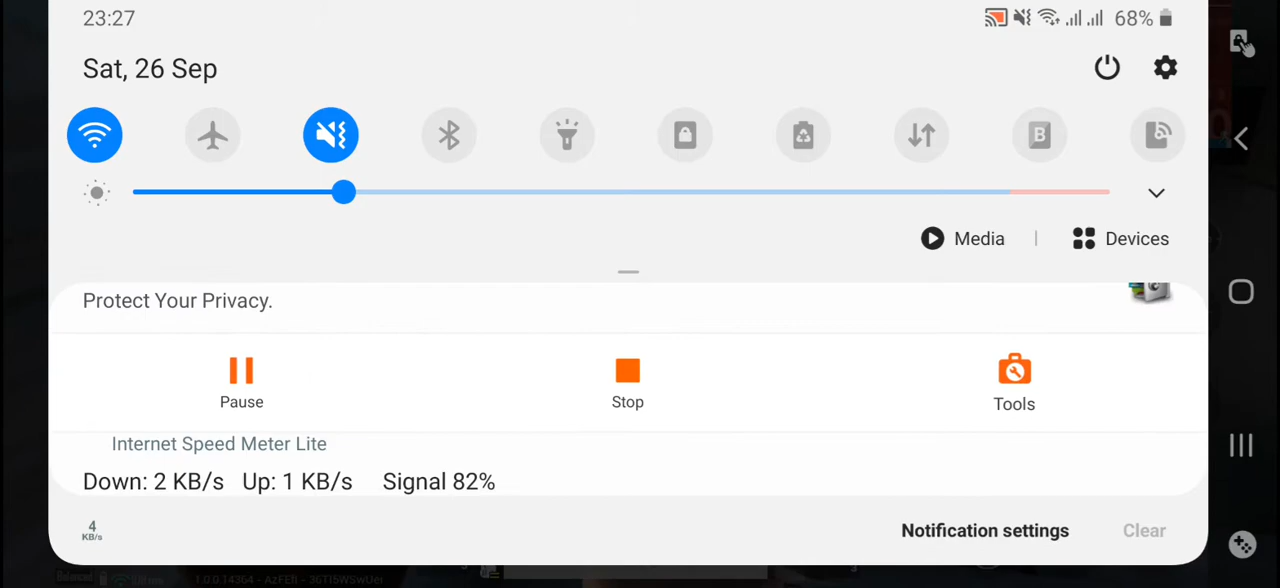 23:27 68%
Sat, 26 Sep
B
Media | Devices
Protect Your Privacy.
Pause Stop Tools
Internet Speed Meter Lite
Down: 2 KB/s Up: 1 KB/s Signal 82%
4
KB/s
Notification settings Clear
Balanced